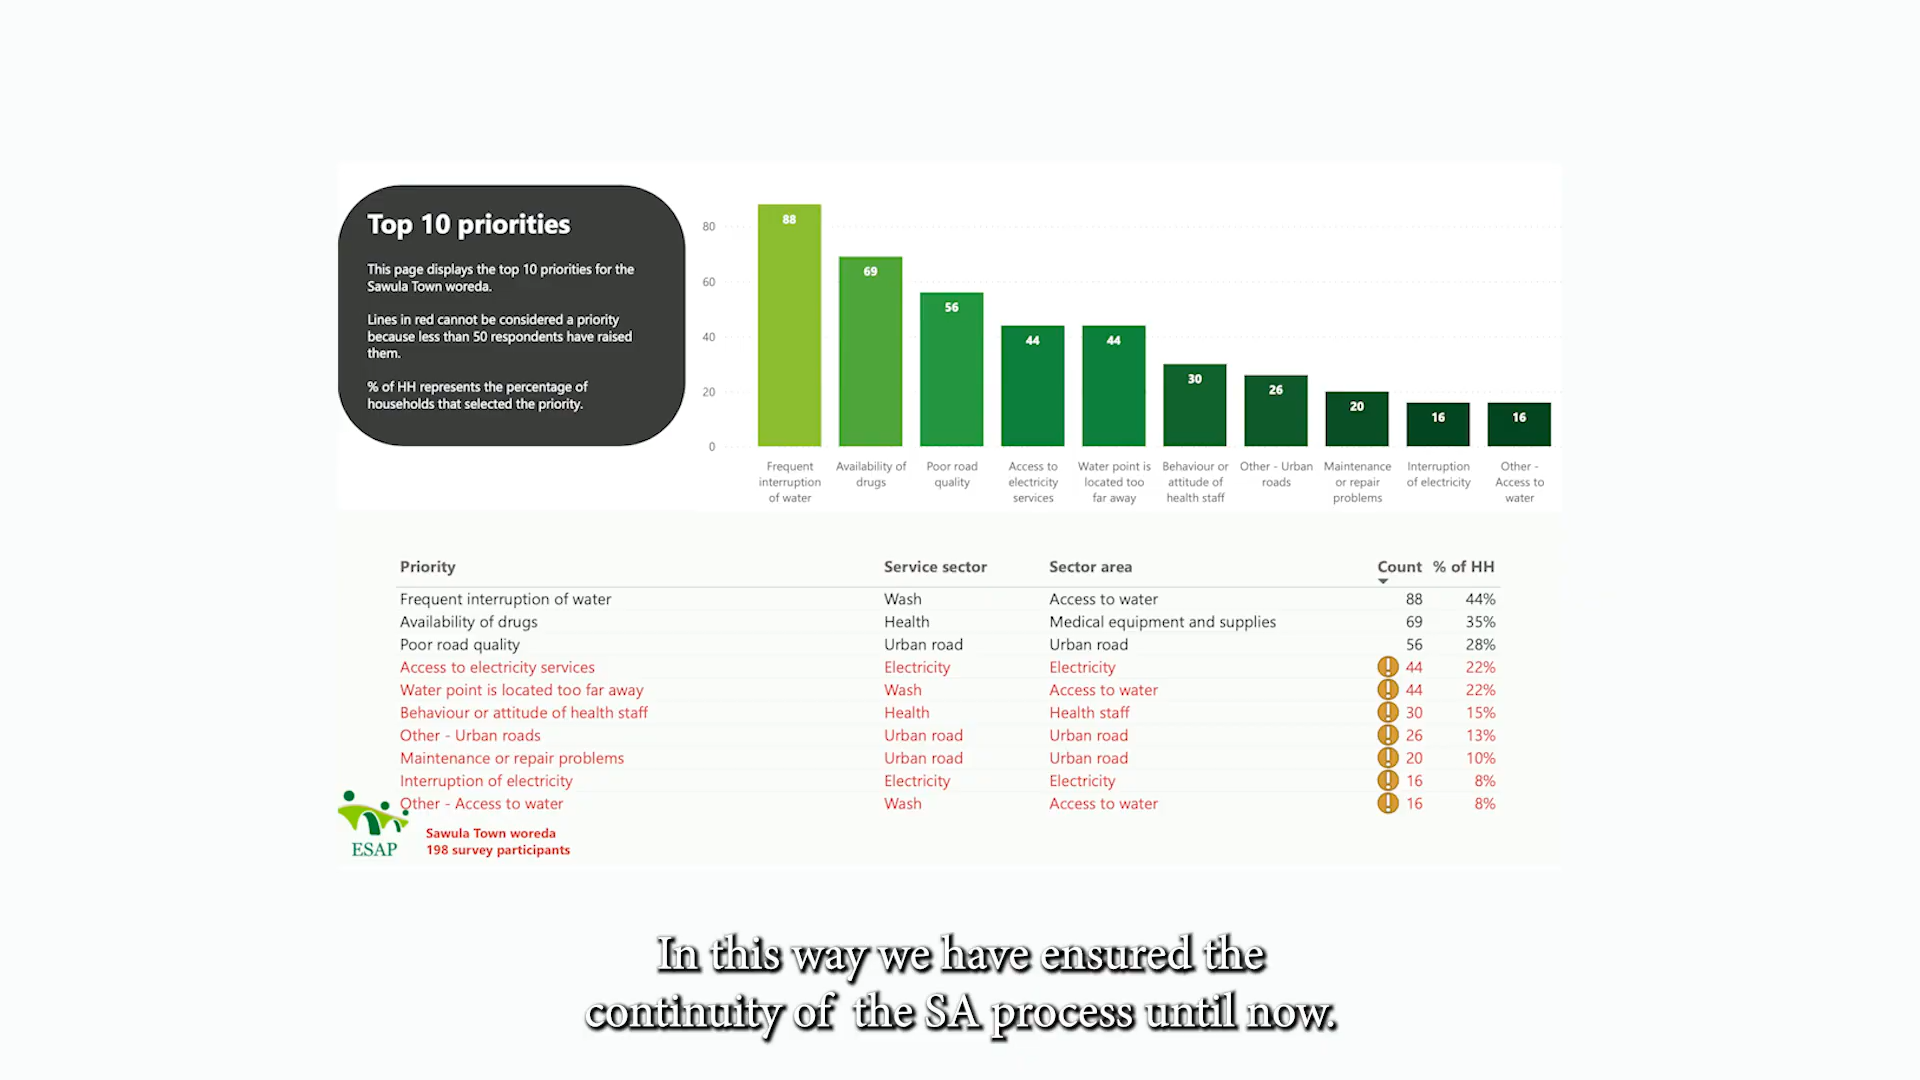 Top 10 priorities
This page displays the top 10 priorities for the
Sawula Town woreda.
Lines in red cannot be considered a priority
because less than 50 respondents have raised
them.
% of HH represents the percentage of
households that selected the priority.
80
60
40
20
0
88
69
56
44
44
30
26
20
16
16
Frequent
interruption
of water
Availability of
drugs
Poor road
quality
Access to
electricity
services
Water point is
located too
far away
Behaviour or
attitude of
health staff
Other - Urban
roads
Maintenance
or repair
problems
Interruption
of electricity
Other -
Access to
water
Priority Service sector Sector area Count % of HH
Frequent interruption of water Wash Access to water 88 44%
Availability of drugs Health Medical equipment and supplies 69 35%
Poor road quality Urban road Urban road 56 28%
Access to electricity services Electricity Electricity 44 22%
Water point is located too far away Wash Access to water 44 22%
Behaviour or attitude of health staff Health Health staff 30 15%
Other - Urban roads Urban road Urban road 26 13%
Maintenance or repair problems Urban road Urban road 20 10%
Interruption of electricity Electricity Electricity 16 8%
Other - Access to water Wash Access to water 16 8%
ESAP
Sawula Town woreda
198 survey participants
In this way we have ensured the
continuity of the SA process until now.